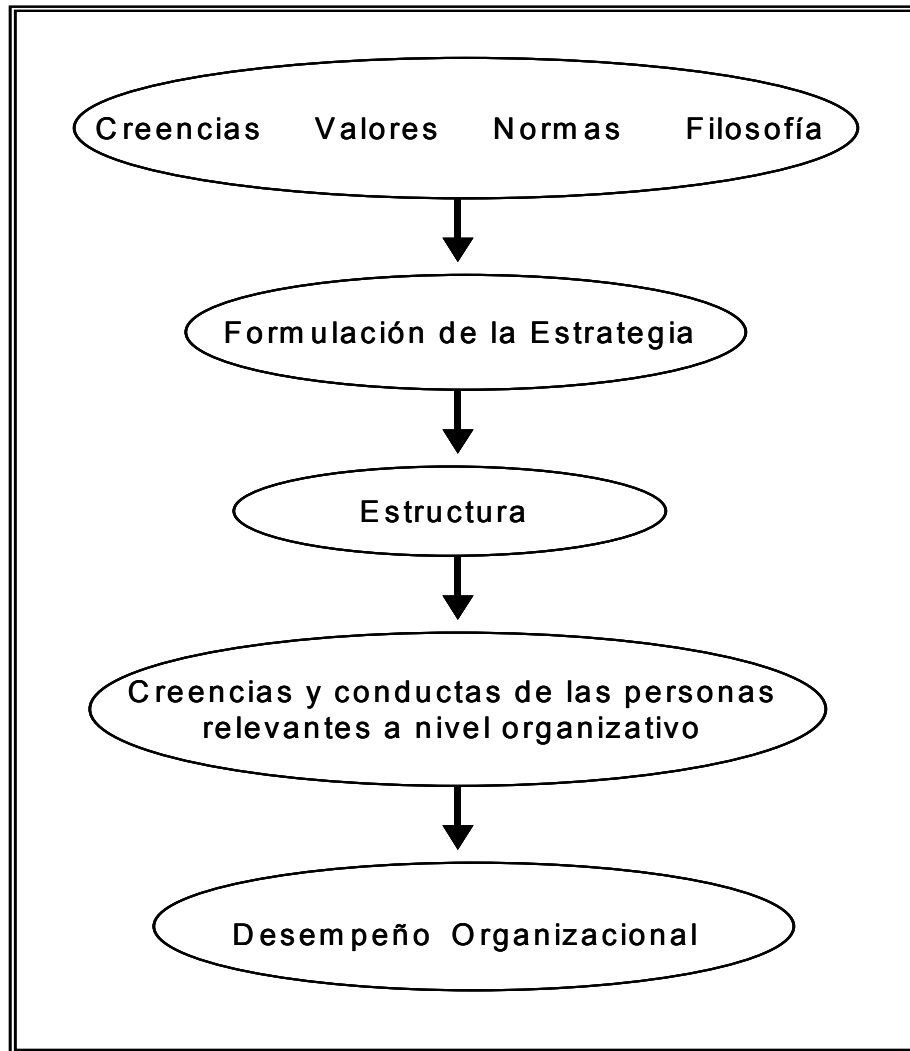 Creencias Valores Normas Filosofía
Formulación de la Estrategia
Estructura
Creencias y conductas de las personas
relevantes a nivel organizativo
Desempeño Organizacional